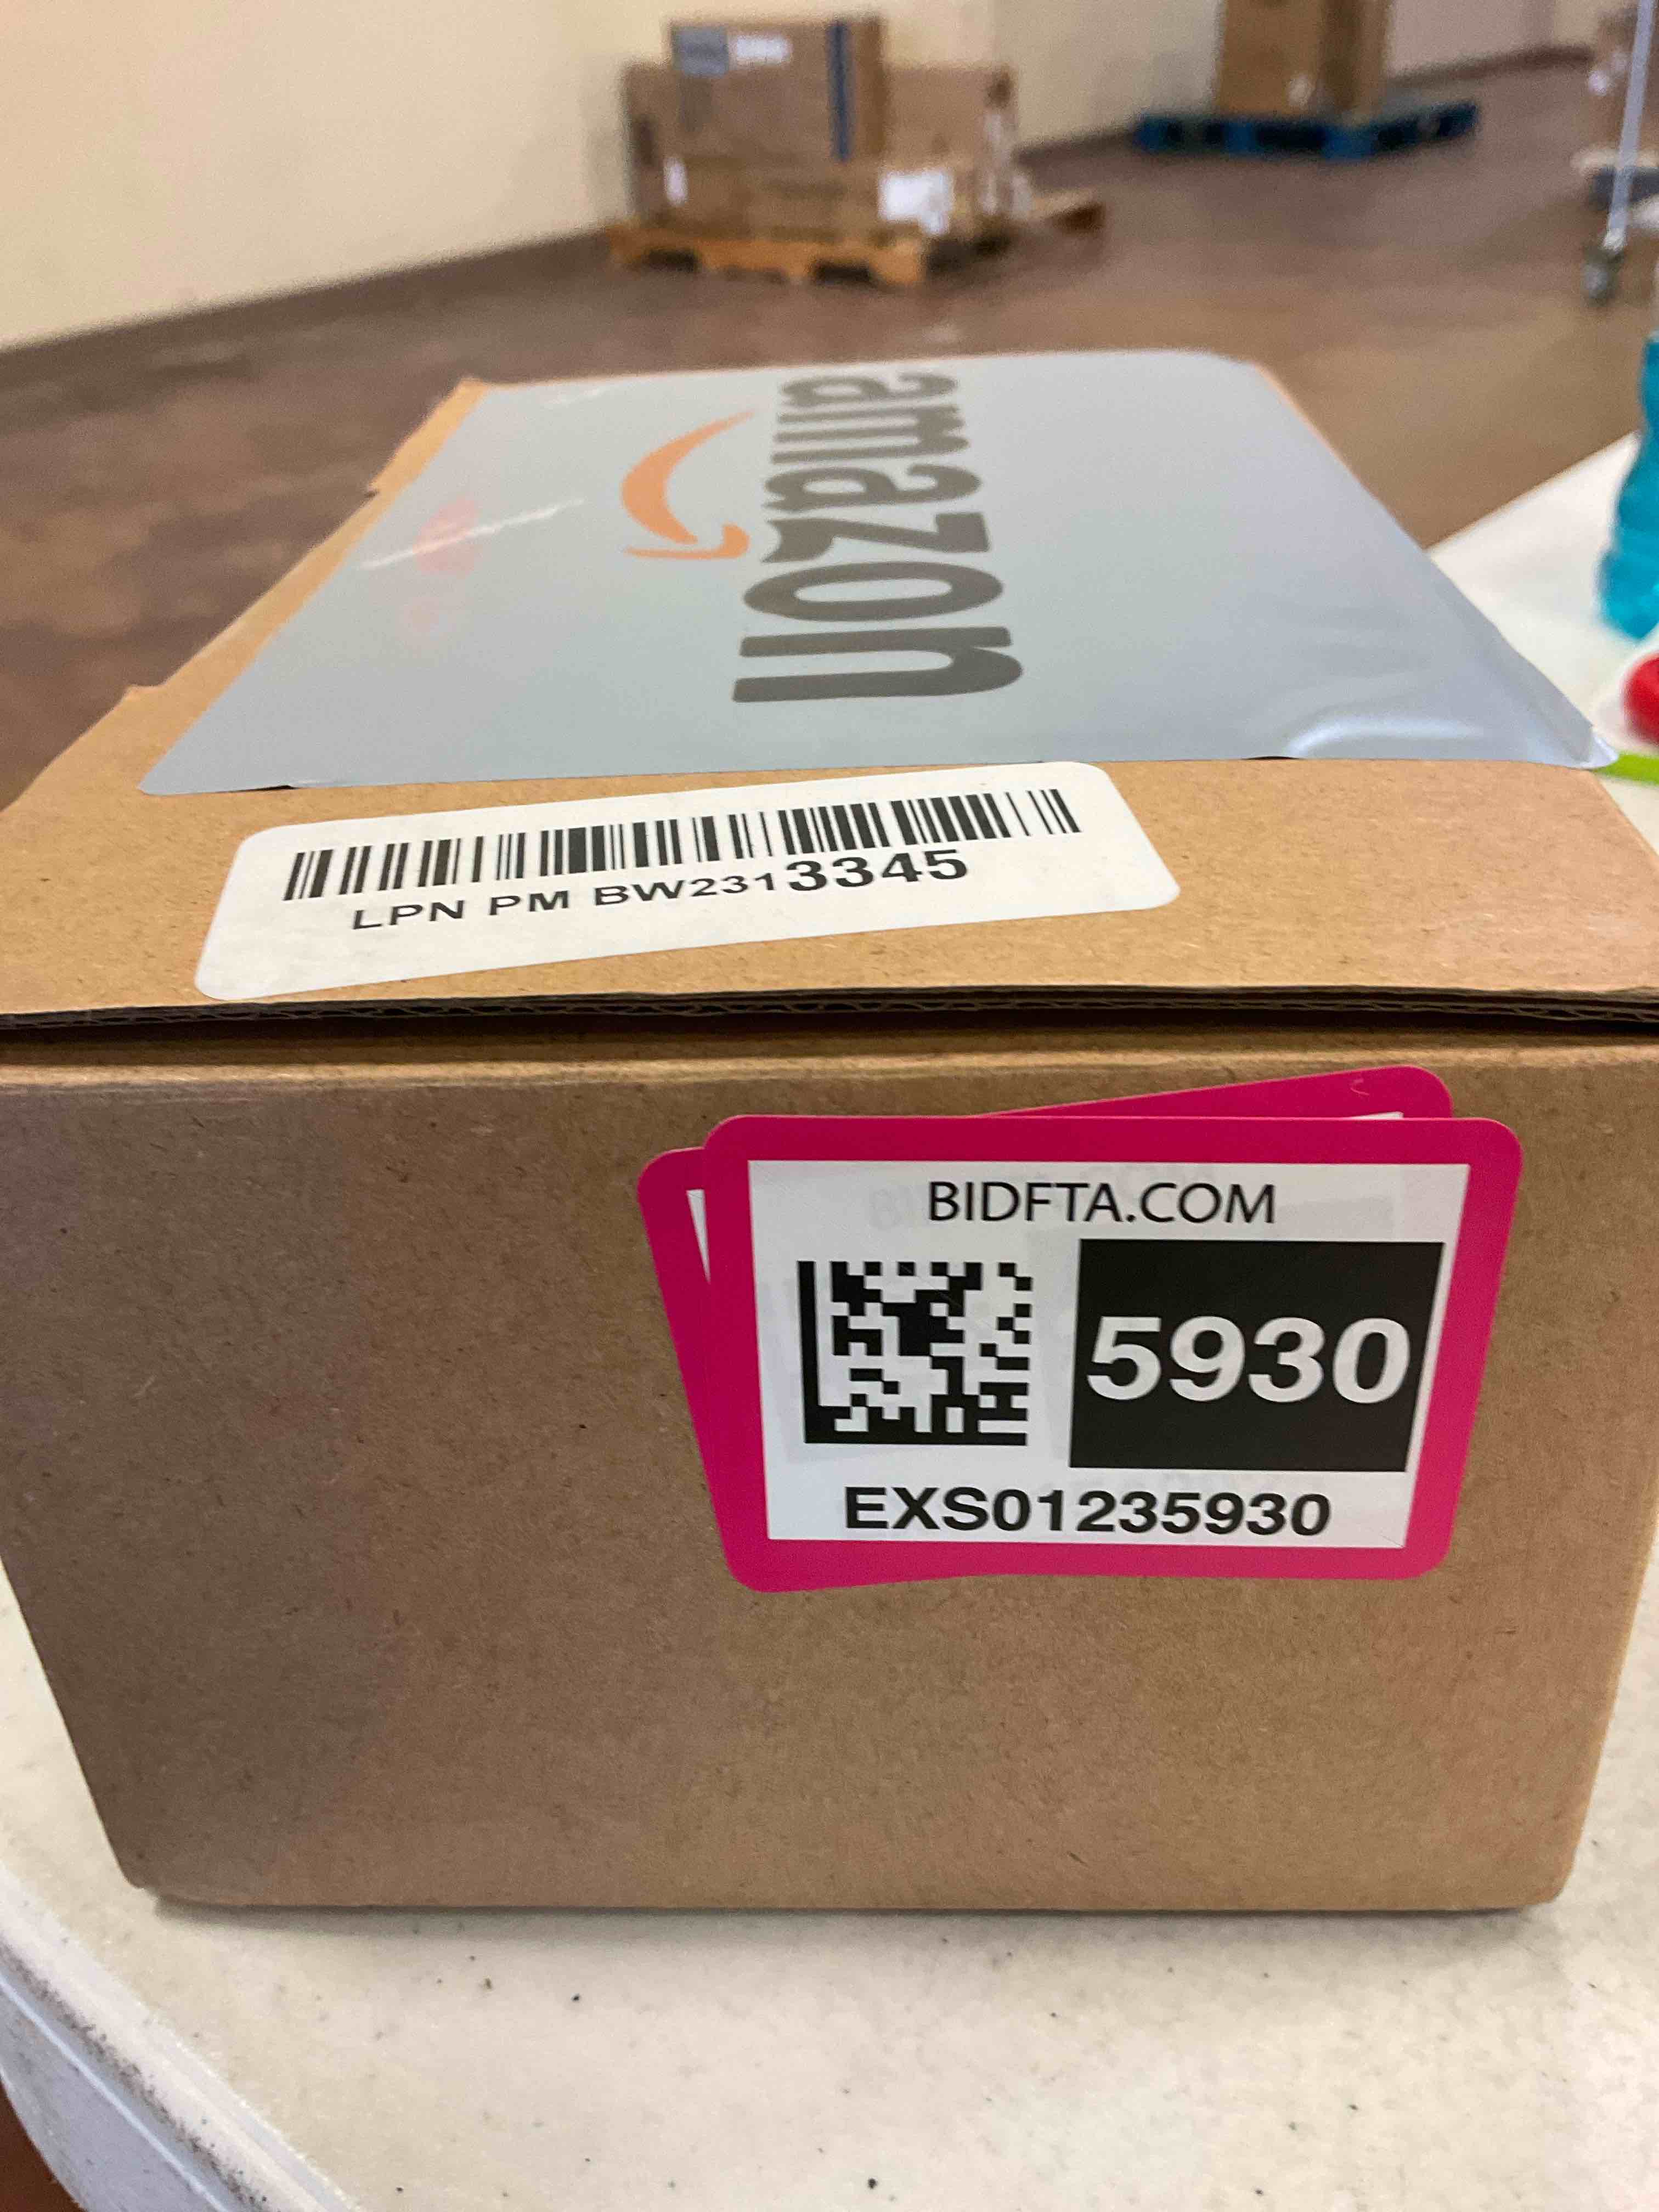 amazon
LPN PM BW2313345
BIDFTA.COM
5930
EXS01235930